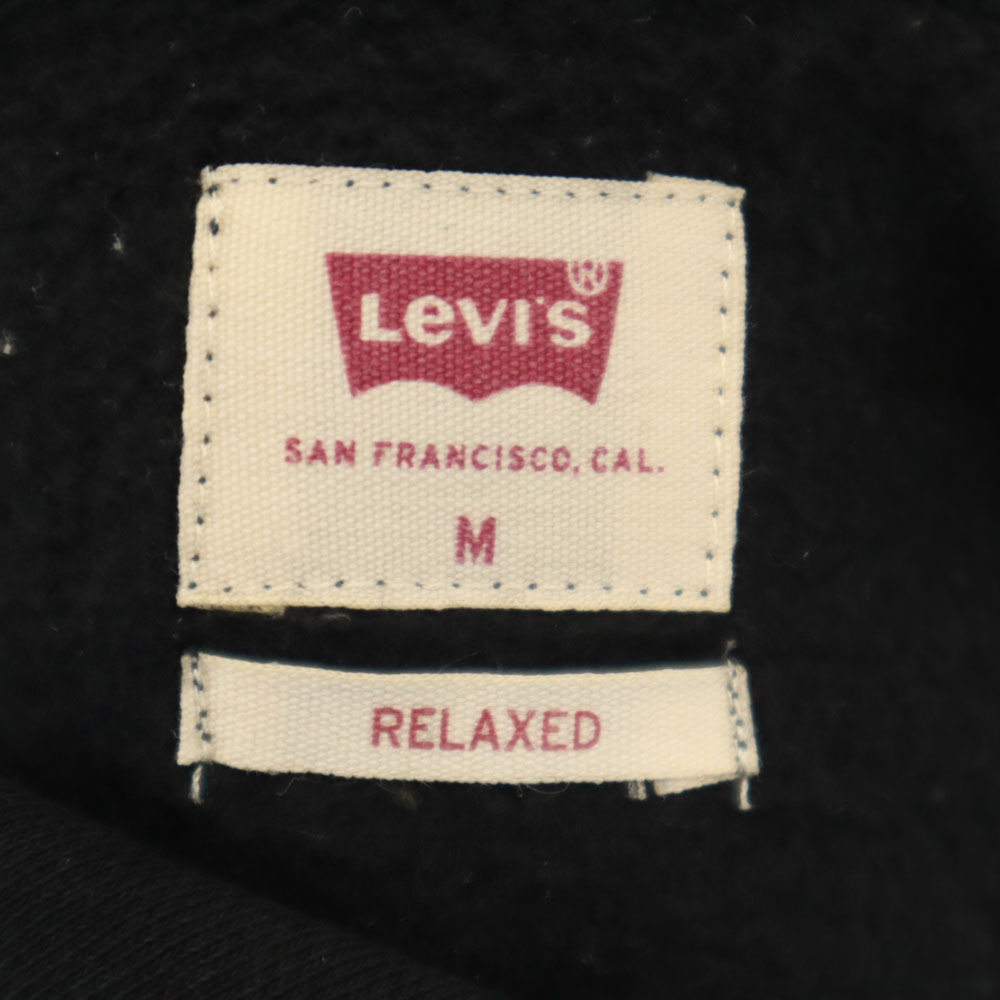 Levi's®
SAN FRANCISCO, CAL.
M
RELAXED